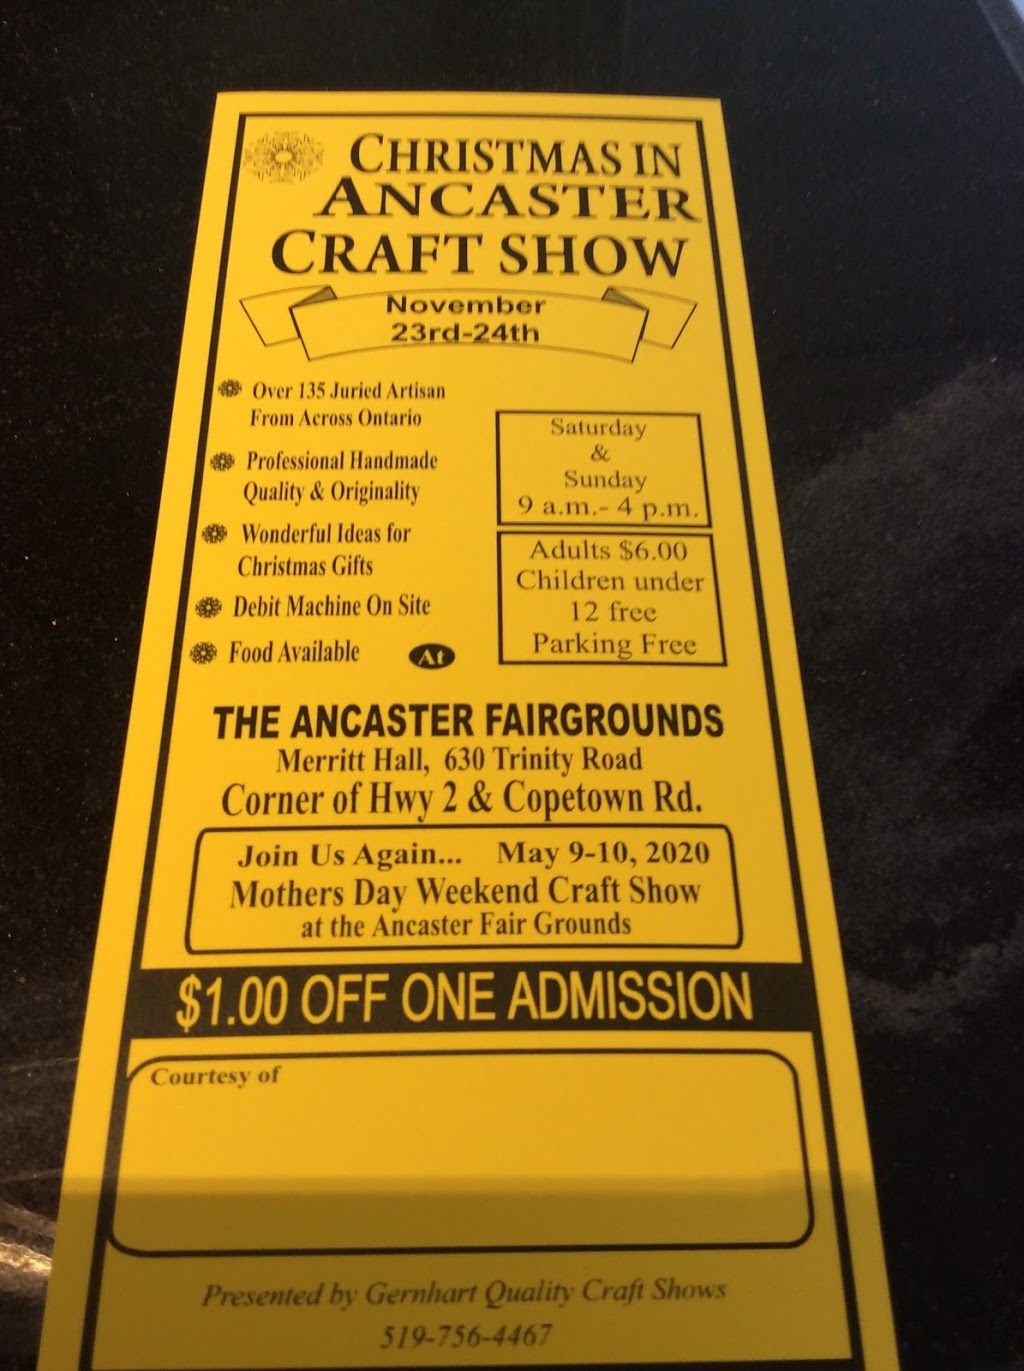 CHRISTMAS IN
ANCASTER
CRAFT SHOW
November
23rd-24th
Over 135 Juried Artisan
From Across Ontario
Professional Handmade
Quality & Originality
Wonderful Ideas for
Christmas Gifts
Debit Machine On Site
Food Available
At
Saturday
&
Sunday
9 a.m.- 4 p.m.
Adults $6.00
Children under
12 free
Parking Free
THE ANCASTER FAIRGROUNDS
Merritt Hall, 630 Trinity Road
Corner of Hwy 2 & Copetown Rd.
Join Us Again... May 9-10, 2020
Mothers Day Weekend Craft Show
at the Ancaster Fair Grounds
$1.00 OFF ONE ADMISSION
Courtesy of
Presented by Gernhart Quality Craft Shows
519-756-4467